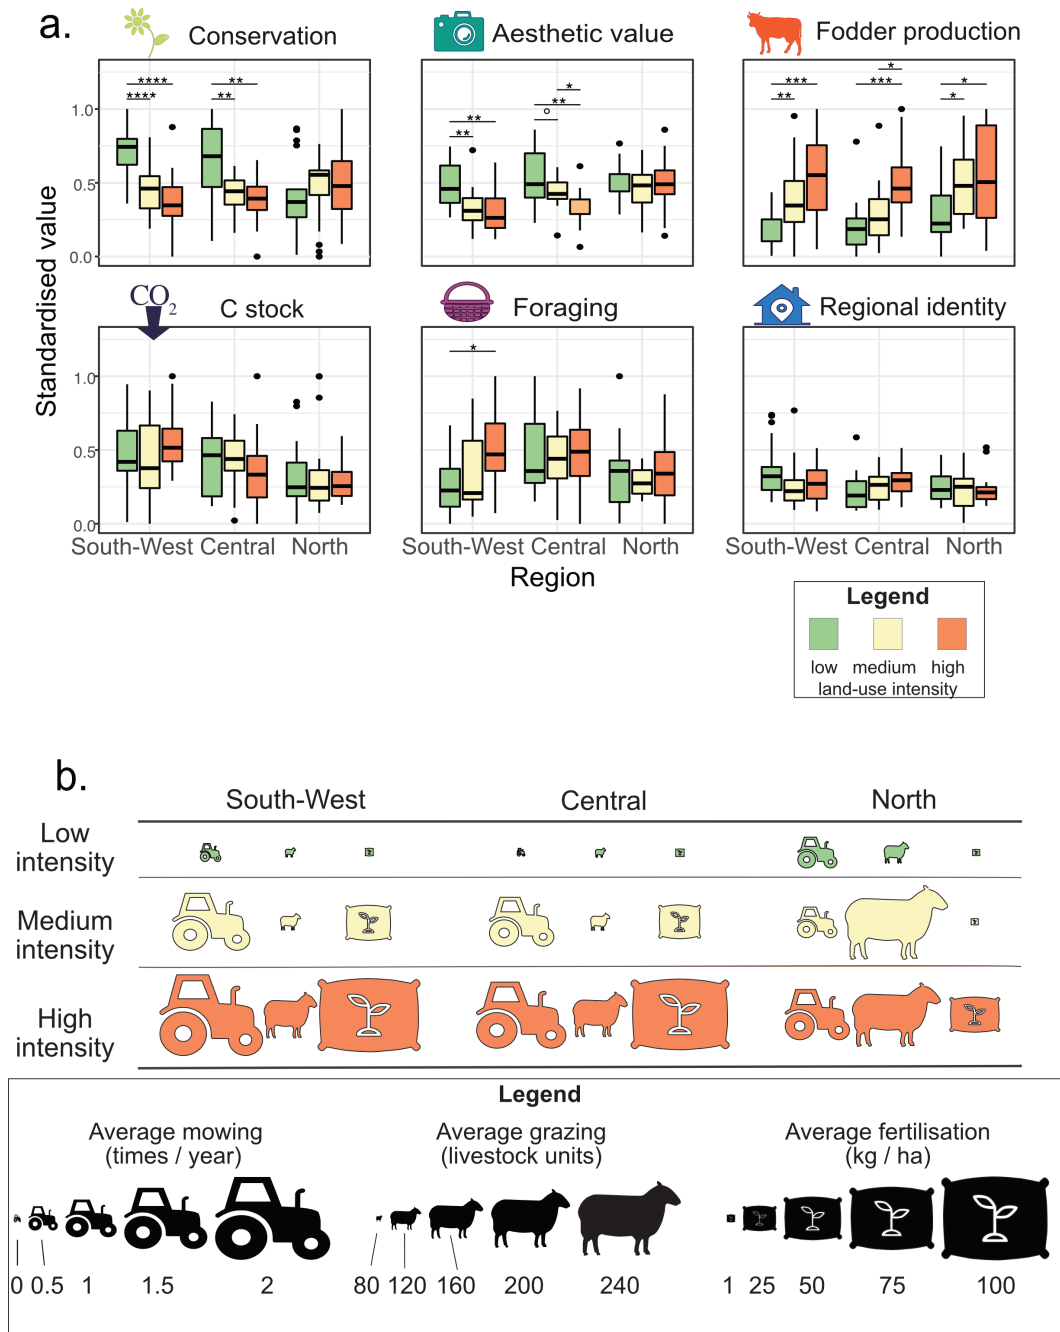 a.
Conservation
Aesthetic value
Fodder production
**** ** * ***
**** ** ** ** * *** *
° ** ** *
1.0
0.5
0.0
Standardised value
CO2
C stock
Foraging
Regional identity
*
1.0
0.5
0.0
South-West Central North
South-West Central North
South-West Central North
Region
Legend
low medium high
land-use intensity
b.
South-West Central North
Low
intensity
Medium
intensity
High
intensity
Legend
Average mowing
(times / year)
Average grazing
(livestock units)
Average fertilisation
(kg / ha)
0 0.5 1 1.5 2
80 120 160 200 240
1 25 50 75 100